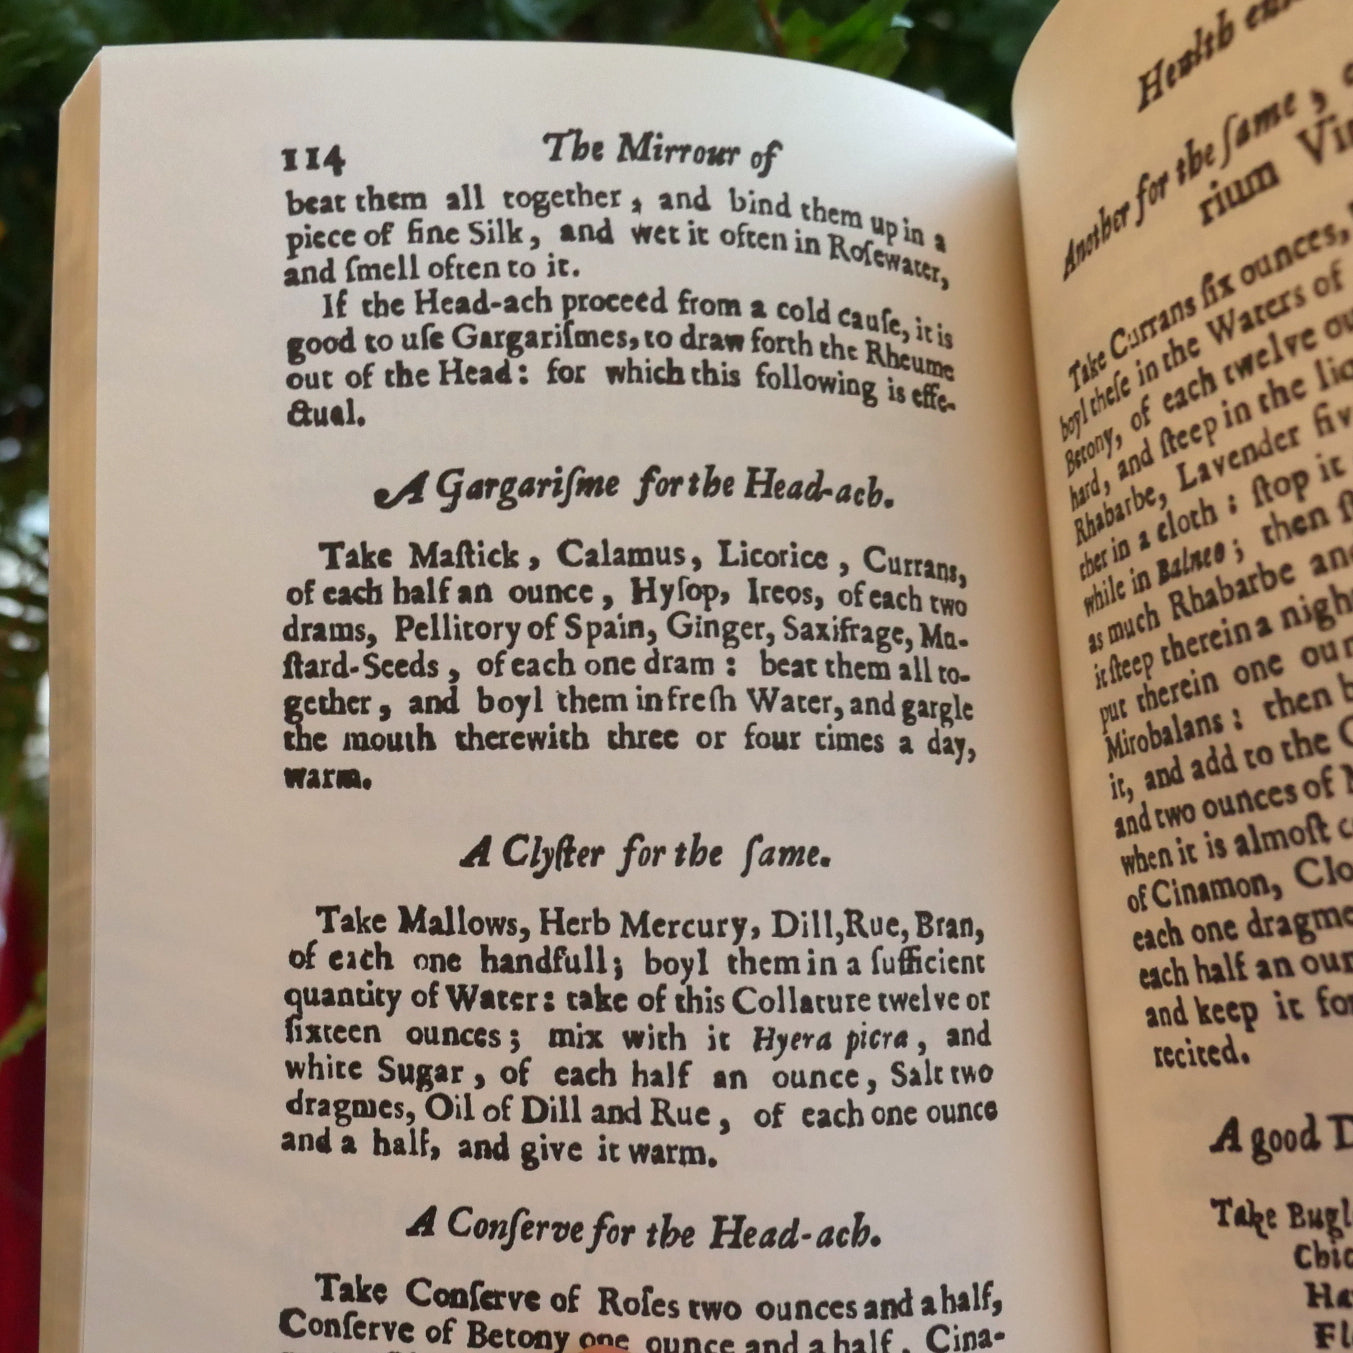 114 The Mirrour of
beat them all together, and bind them up in a
piece of fine Silk, and wet it often in Roſewater,
and ſmell often to it.
If the Head-ach proceed from a cold cauſe, it is
good to uſe Gargariſmes, to draw forth the Rheume
out of the Head: for which this following is effe-
ctual.
A Gargariſme for the Head-ach.
Take Maſtick, Calamus, Licorice, Currans,
of each half an ounce, Hyſop, Ireos, of each two
drams, Pellitory of Spain, Ginger, Saxifrage, Mu-
ſtard-Seeds, of each one dram: beat them all to-
gether, and boyl them in freſh Water, and gargle
the mouth therewith three or four times a day,
warm.
A Clyſter for the ſame.
Take Mallows, Herb Mercury, Dill, Rue, Bran,
of each one handfull; boyl them in a ſufficient
quantity of Water: take of this Collature twelve or
ſixteen ounces; mix with it Hyera picra, and
white Sugar, of each half an ounce, Salt two
dragmes, Oil of Dill and Rue, of each one ounce
and a half, and give it warm.
A Conſerve for the Head-ach.
Take Conſerve of Roſes two ounces and a half,
Conſerve of Betony one ounce and a half, Cina-
Health
Another for the ſame,
rium
Take Currans ſix ounces,
boyl theſe in the Waters of
Betony, of each twelve
hard, and ſteep in the
Rhabarbe, Lavender
ther in a cloth: ſtop it
while in Balneo; then
as much Rhabarbe
it ſteep therein a
put therein one
Mirobalans: then
it, and add to the
and two ounces of
when it is almoſt
of Cinamon,
each one
each half an
and keep it
recited.
A good
Take